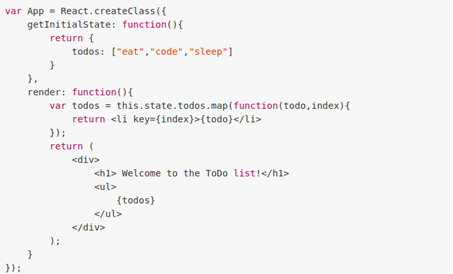 var App = React.createClass({
    getInitialState: function(){
        return {
            todos: ["eat","code","sleep"]
        }
    },
    render: function(){
        var todos = this.state.todos.map(function(todo,index){
            return <li key={index}>{todo}</li>
        });
        return (
            <div>
                <h1> Welcome to the ToDo list!</h1>
                <ul>
                    {todos}
                </ul>
            </div>
        );
    }
});